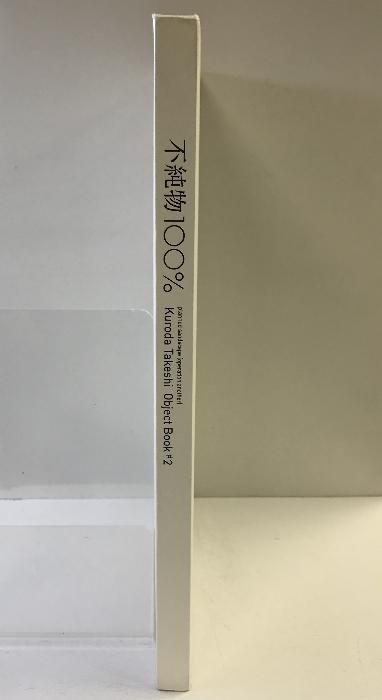 不純物100%
Kuroda Takeshi Object Book #2